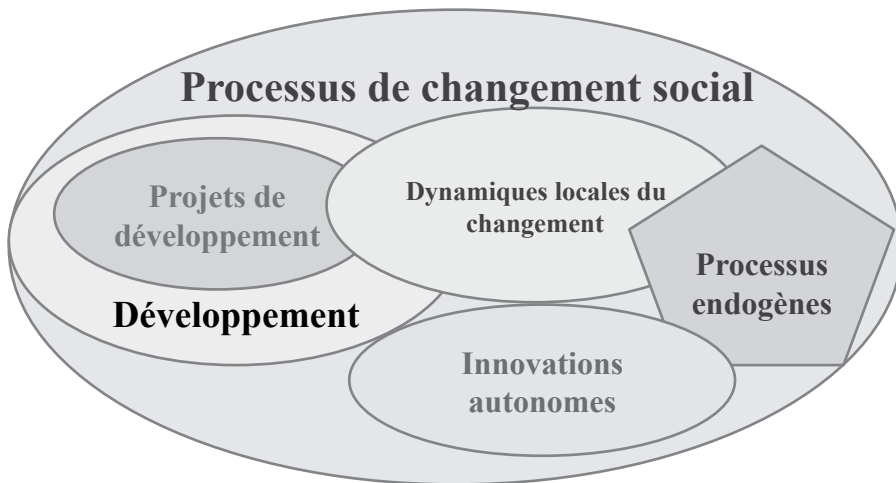 Processus de changement social
Projets de
développement
Dynamiques locales du
changement
Processus
endogènes
Développement
Innovations
autonomes